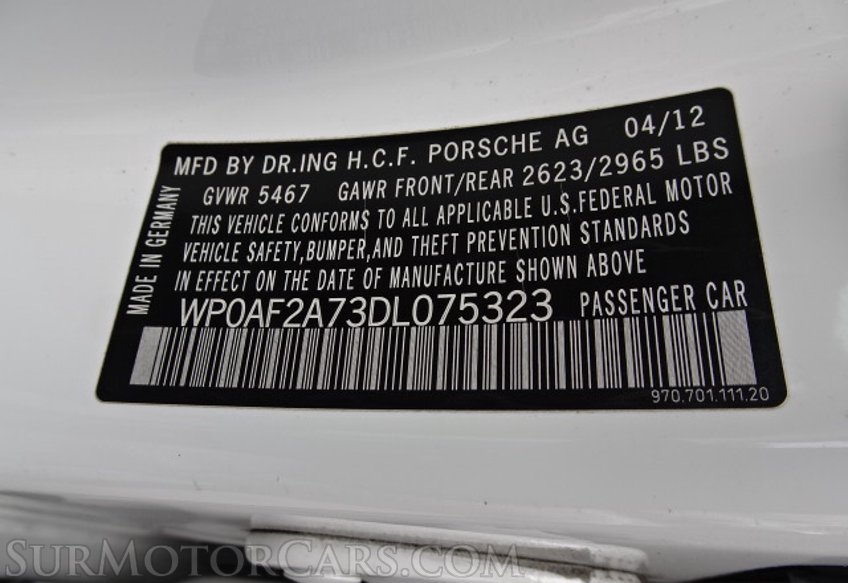 MFD BY DR.ING H.C.F. PORSCHE AG 04/12
GVWR 5467 GAWR FRONT/REAR 2623/2965 LBS
THIS VEHICLE CONFORMS TO ALL APPLICABLE U.S.FEDERAL MOTOR
VEHICLE SAFETY,BUMPER,AND THEFT PREVENTION STANDARDS
IN EFFECT ON THE DATE OF MANUFACTURE SHOWN ABOVE
WP0AF2A73DL075323 PASSENGER CAR
970.701.111.20
MADE IN GERMANY
SURMOTORCARS.COM